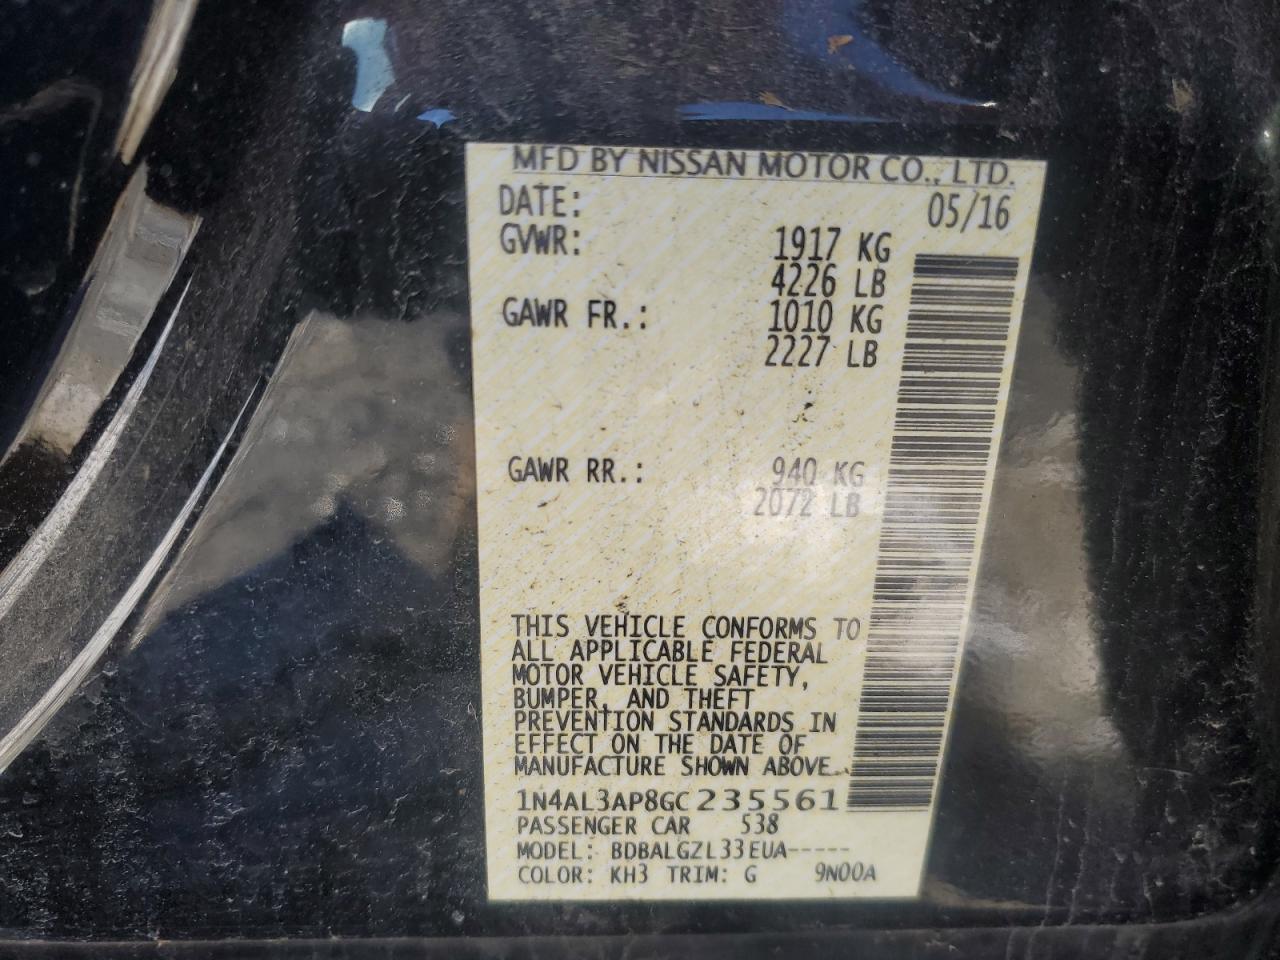 MFD BY NISSAN MOTOR CO., LTD.
DATE: 05/16
GVWR: 1917 KG
4226 LB
GAWR FR.: 1010 KG
2227 LB
GAWR RR.: 940 KG
2072 LB
THIS VEHICLE CONFORMS TO
ALL APPLICABLE FEDERAL
MOTOR VEHICLE SAFETY,
BUMPER, AND THEFT
PREVENTION STANDARDS IN
EFFECT ON THE DATE OF
MANUFACTURE SHOWN ABOVE.
1N4AL3AP8GC235561
PASSENGER CAR 538
MODEL: BDBALGZL33EUA-----
COLOR: KH3 TRIM: G 9N00A